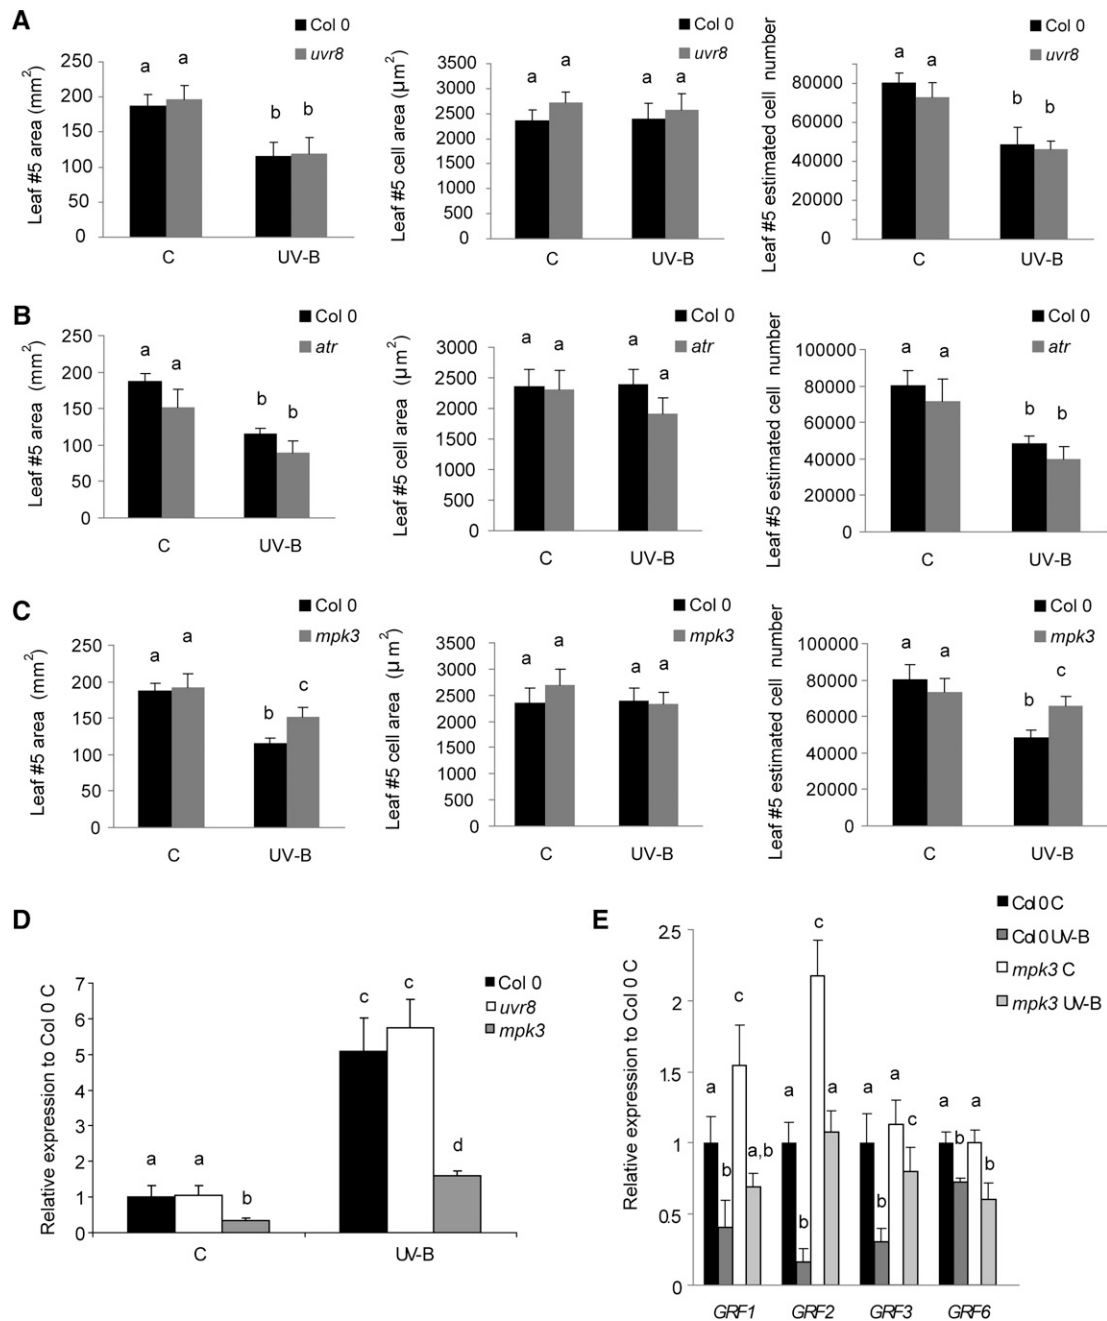 A
Leaf #5 area (mm²)
250
200
150
100
50
0
a
a
b
b
C
UV-B
Col 0
uvr8
Leaf #5 cell area (µm²)
3500
3000
2500
2000
1500
1000
500
0
a
a
a
a
C
UV-B
Col 0
uvr8
Leaf #5 estimated cell number
80000
60000
40000
20000
0
a
a
b
b
C
UV-B
Col 0
uvr8
B
Leaf #5 area (mm²)
250
200
150
100
50
0
a
a
b
b
C
UV-B
Col 0
atr
Leaf #5 cell area (µm²)
3000
2500
2000
1500
1000
500
0
a
a
a
a
C
UV-B
Col 0
atr
Leaf #5 estimated cell number
100000
80000
60000
40000
20000
0
a
a
b
b
C
UV-B
Col 0
atr
C
Leaf #5 area (mm²)
250
200
150
100
50
0
a
a
b
c
C
UV-B
Col 0
mpk3
Leaf #5 cell area (µm²)
3500
3000
2500
2000
1500
1000
500
0
a
a
a
a
C
UV-B
Col 0
mpk3
Leaf #5 estimated cell number
100000
80000
60000
40000
20000
0
a
a
b
c
C
UV-B
Col 0
mpk3
D
Relative expression to Col 0 C
7
6
5
4
3
2
1
0
a
a
b
c
c
d
C
UV-B
Col 0
uvr8
mpk3
E
Relative expression to Col 0 C
2.5
2
1.5
1
0.5
0
a
b
c
a,b
a
b
c
a
a
b
a
c
a
b
a
b
GRF1
GRF2
GRF3
GRF6
Col 0 C
Col 0 UV-B
mpk3 C
mpk3 UV-B